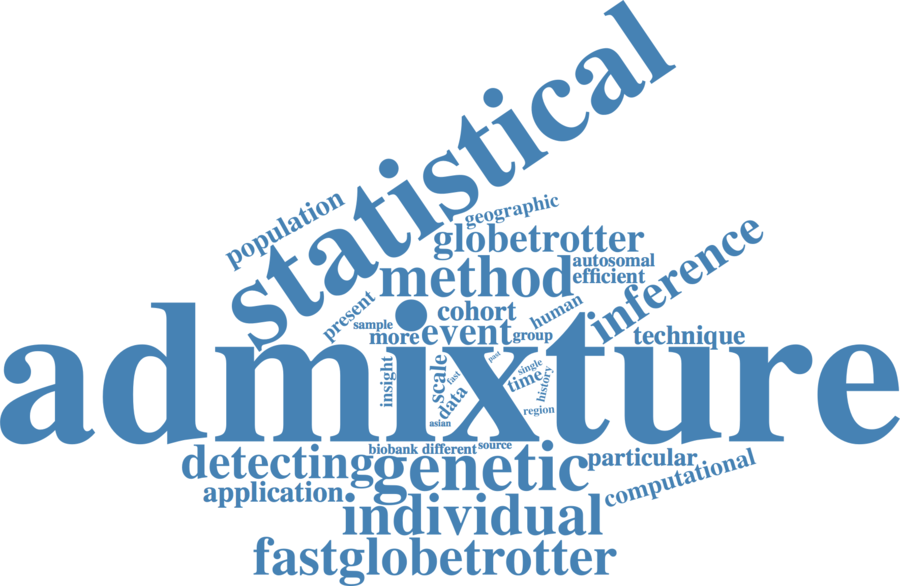 statistical
population
geographic
globetrotter
autosomal
method
efficient
inference
present
cohort
human
sample
more
event
group
technique
admixture
insight
scale
fast
data
asian
past
single
time
history
region
biobank
different
source
detecting
genetic
particular
application
computational
individual
fastglobetrotter